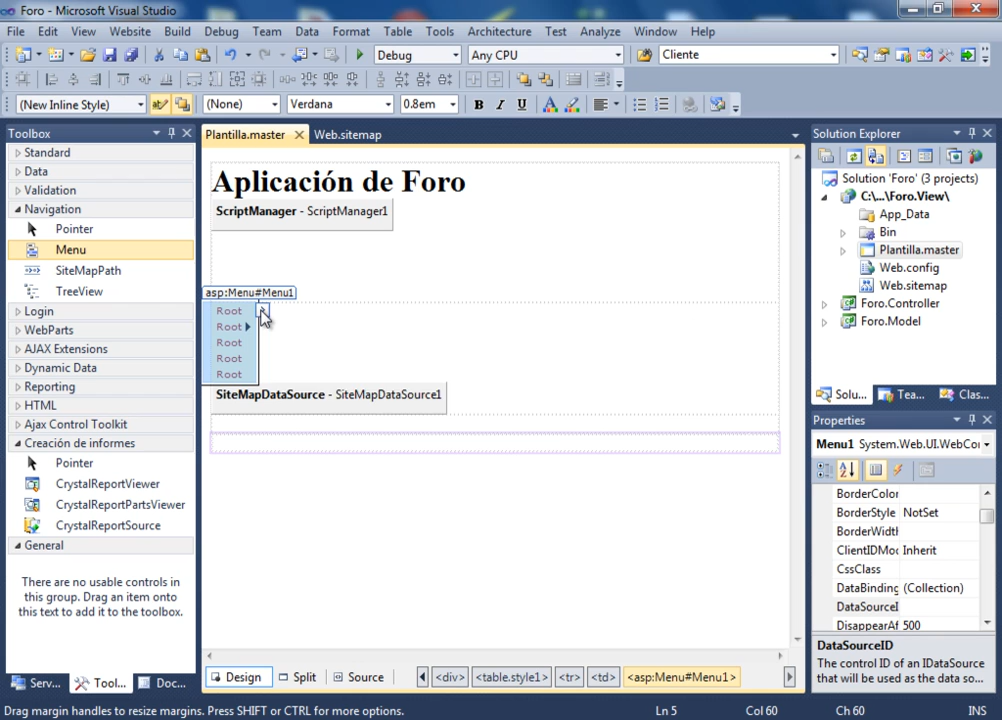 Foro - Microsoft Visual Studio
File Edit View Website Build Debug Team Data Format Table Tools Architecture Test Analyze Window Help
Debug Any CPU Cliente
(New Inline Style) (None) Verdana 0.8em B I U A
Toolbox
Standard
Data
Validation
Navigation
Pointer
Menu
SiteMapPath
TreeView
Login
WebParts
AJAX Extensions
Dynamic Data
Reporting
HTML
Ajax Control Toolkit
Creación de informes
Pointer
CrystalReportViewer
CrystalReportPartsViewer
CrystalReportSource
General
There are no usable controls in
this group. Drag an item onto
this text to add it to the toolbox.
Serv... Tool... Doc...
Plantilla.master Web.sitemap
Aplicación de Foro
ScriptManager - ScriptManager1
asp:Menu#Menu1
Root
Root
Root
Root
Root
SiteMapDataSource - SiteMapDataSource1
Design Split Source <div> <table.style1> <tr> <td> <asp:Menu#Menu1>
Solution Explorer
Solution 'Foro' (3 projects)
C:\...\Foro.View\
App_Data
Bin
Plantilla.master
Web.config
Web.sitemap
Foro.Controller
Foro.Model
Solu... Tea... Clas...
Properties
Menu1 System.Web.UI.WebCo
BorderColor
BorderStyle NotSet
BorderWidth
ClientIDMo Inherit
CssClass
DataBinding (Collection)
DataSourceI
DisappearAf 500
DataSourceID
The control ID of an IDataSource
that will be used as the data so...
Drag margin handles to resize margins. Press SHIFT or CTRL for more options. Ln 5 Col 60 Ch 60 INS